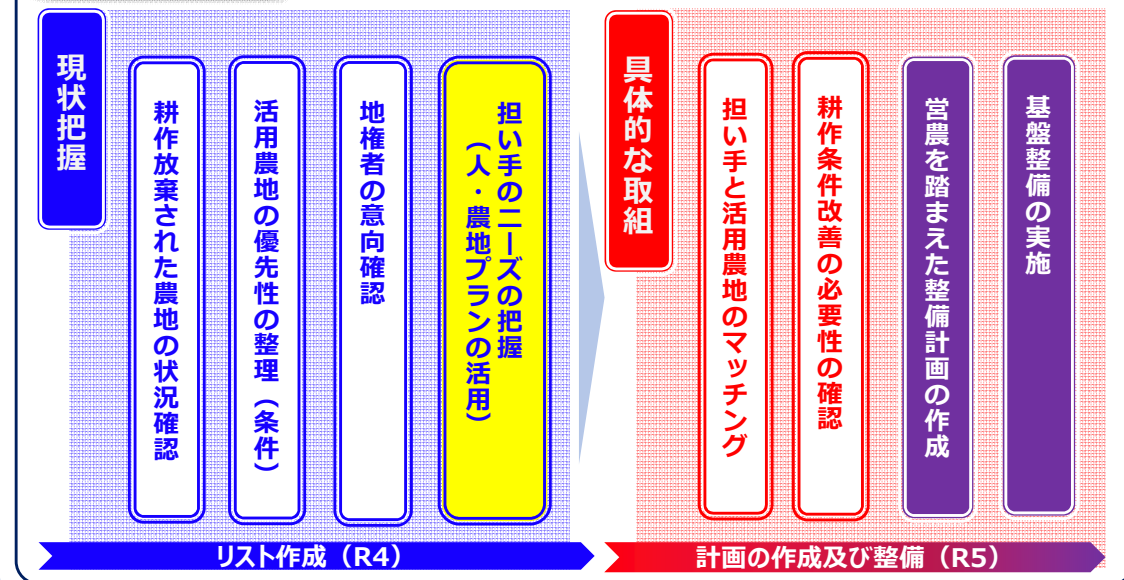 現状把握
耕作放棄された農地の状況確認
活用農地の優先性の整理（条件）
地権者の意向確認
担い手のニーズの把握
（人・農地プランの活用）
リスト作成（R4）
具体的な取組
担い手と活用農地のマッチング
耕作条件改善の必要性の確認
営農を踏まえた整備計画の作成
基盤整備の実施
計画の作成及び整備（R5）